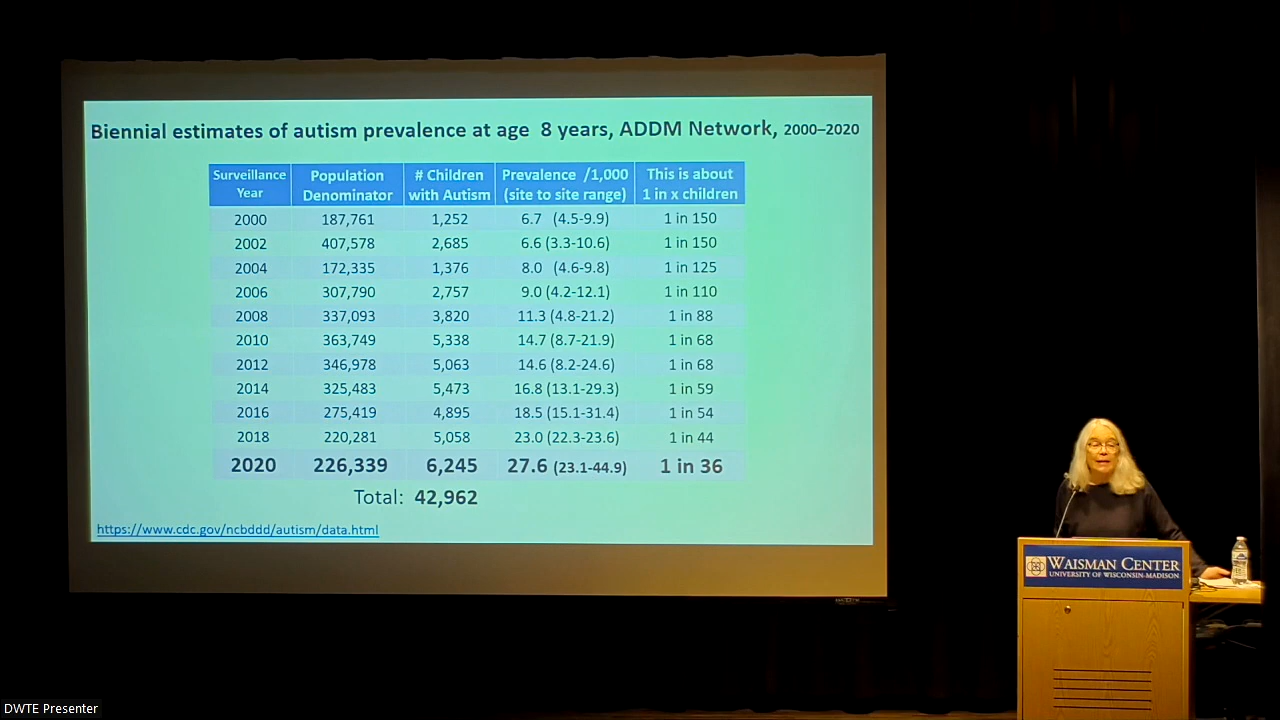 Biennial estimates of autism prevalence at age 8 years, ADDM Network, 2000–2020
Surveillance Year Population Denominator # Children with Autism Prevalence /1,000 (site to site range) This is about 1 in x children
2000 187,761 1,252 6.7 (4.5-9.9) 1 in 150
2002 407,578 2,685 6.6 (3.3-10.6) 1 in 150
2004 172,335 1,376 8.0 (4.6-9.8) 1 in 125
2006 307,790 2,757 9.0 (4.2-12.1) 1 in 110
2008 337,093 3,820 11.3 (4.8-21.2) 1 in 88
2010 363,749 5,338 14.7 (8.7-21.9) 1 in 68
2012 346,978 5,063 14.6 (8.2-24.6) 1 in 68
2014 325,483 5,473 16.8 (13.1-29.3) 1 in 59
2016 275,419 4,895 18.5 (15.1-31.4) 1 in 54
2018 220,281 5,058 23.0 (22.3-23.6) 1 in 44
2020 226,339 6,245 27.6 (23.1-44.9) 1 in 36
Total: 42,962
https://www.cdc.gov/ncbddd/autism/data.html
WAISMAN CENTER
UNIVERSITY OF WISCONSIN-MADISON
DWTE Presenter